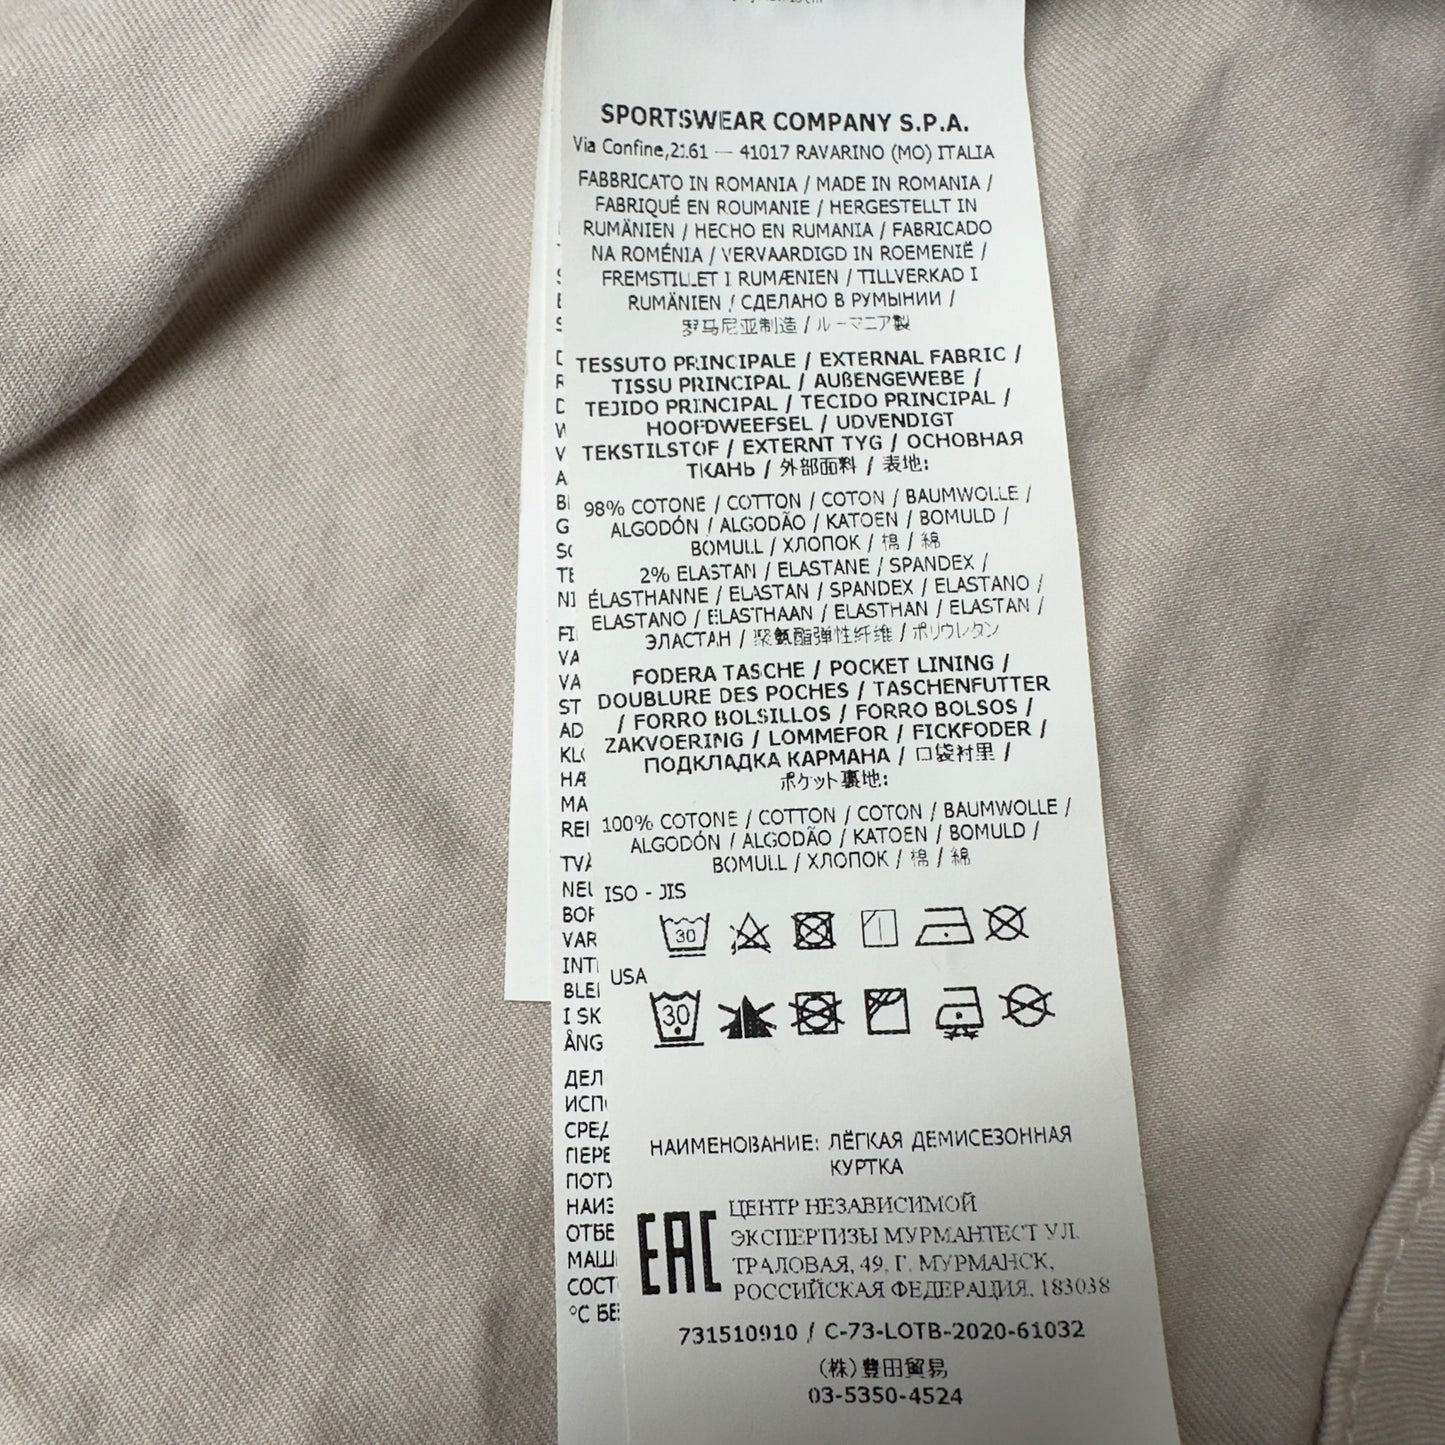 SPORTSWEAR COMPANY S.P.A.
Via Confine,2161 — 41017 RAVARINO (MO) ITALIA
FABBRICATO IN ROMANIA / MADE IN ROMANIA /
FABRIQUÉ EN ROUMANIE / HERGESTELLT IN
RUMÄNIEN / HECHO EN RUMANIA / FABRICADO
NA ROMÉNIA / VERVAARDIGD IN ROEMENIË /
FREMSTILLET I RUMÆNIEN / TILLVERKAD I
RUMÄNIEN / СДЕЛАНО В РУМЫНИИ /
罗马尼亚制造 / ルーマニア製
TESSUTO PRINCIPALE / EXTERNAL FABRIC /
TISSU PRINCIPAL / AUßENGEWEBE /
TEJIDO PRINCIPAL / TECIDO PRINCIPAL /
HOOFDWEEFSEL / UDVENDIGT
TEKSTILSTOF / EXTERNT TYG / ОСНОВНАЯ
ТКАНЬ / 外部面料 / 表地:
98% COTONE / COTTON / COTON / BAUMWOLLE /
ALGODÓN / ALGODÃO / KATOEN / BOMULD /
BOMULL / ХЛОПОК / 棉 / 綿
2% ELASTAN / ELASTANE / SPANDEX /
ÉLASTHANNE / ELASTAN / SPANDEX / ELASTANO /
ELASTANO / ELASTHAAN / ELASTHAN / ELASTAN /
ЭЛАСТАН / 聚氨酯弹性纤维 / ポリウレタン
FODERA TASCHE / POCKET LINING /
DOUBLURE DES POCHES / TASCHENFUTTER
/ FORRO BOLSILLOS / FORRO BOLSOS /
ZAKVOERING / LOMMEFOR / FICKFODER /
ПОДКЛАДКА КАРМАНА / 口袋衬里 /
ポケット裏地:
100% COTONE / COTTON / COTON / BAUMWOLLE /
ALGODÓN / ALGODÃO / KATOEN / BOMULD /
BOMULL / ХЛОПОК / 棉 / 綿
ISO - JIS
30
USA
30
НАИМЕНОВАНИЕ: ЛЁГКАЯ ДЕМИСЕЗОННАЯ
КУРТКА
EAC
ЦЕНТР НЕЗАВИСИМОЙ
ЭКСПЕРТИЗЫ МУРМАНТЕСТ УЛ.
ТРАЛОВАЯ, 49, Г. МУРМАНСК,
РОССИЙСКАЯ ФЕДЕРАЦИЯ, 183038
731510910 / C-73-LOTB-2020-61032
(株)豊田貿易
03-5350-4524